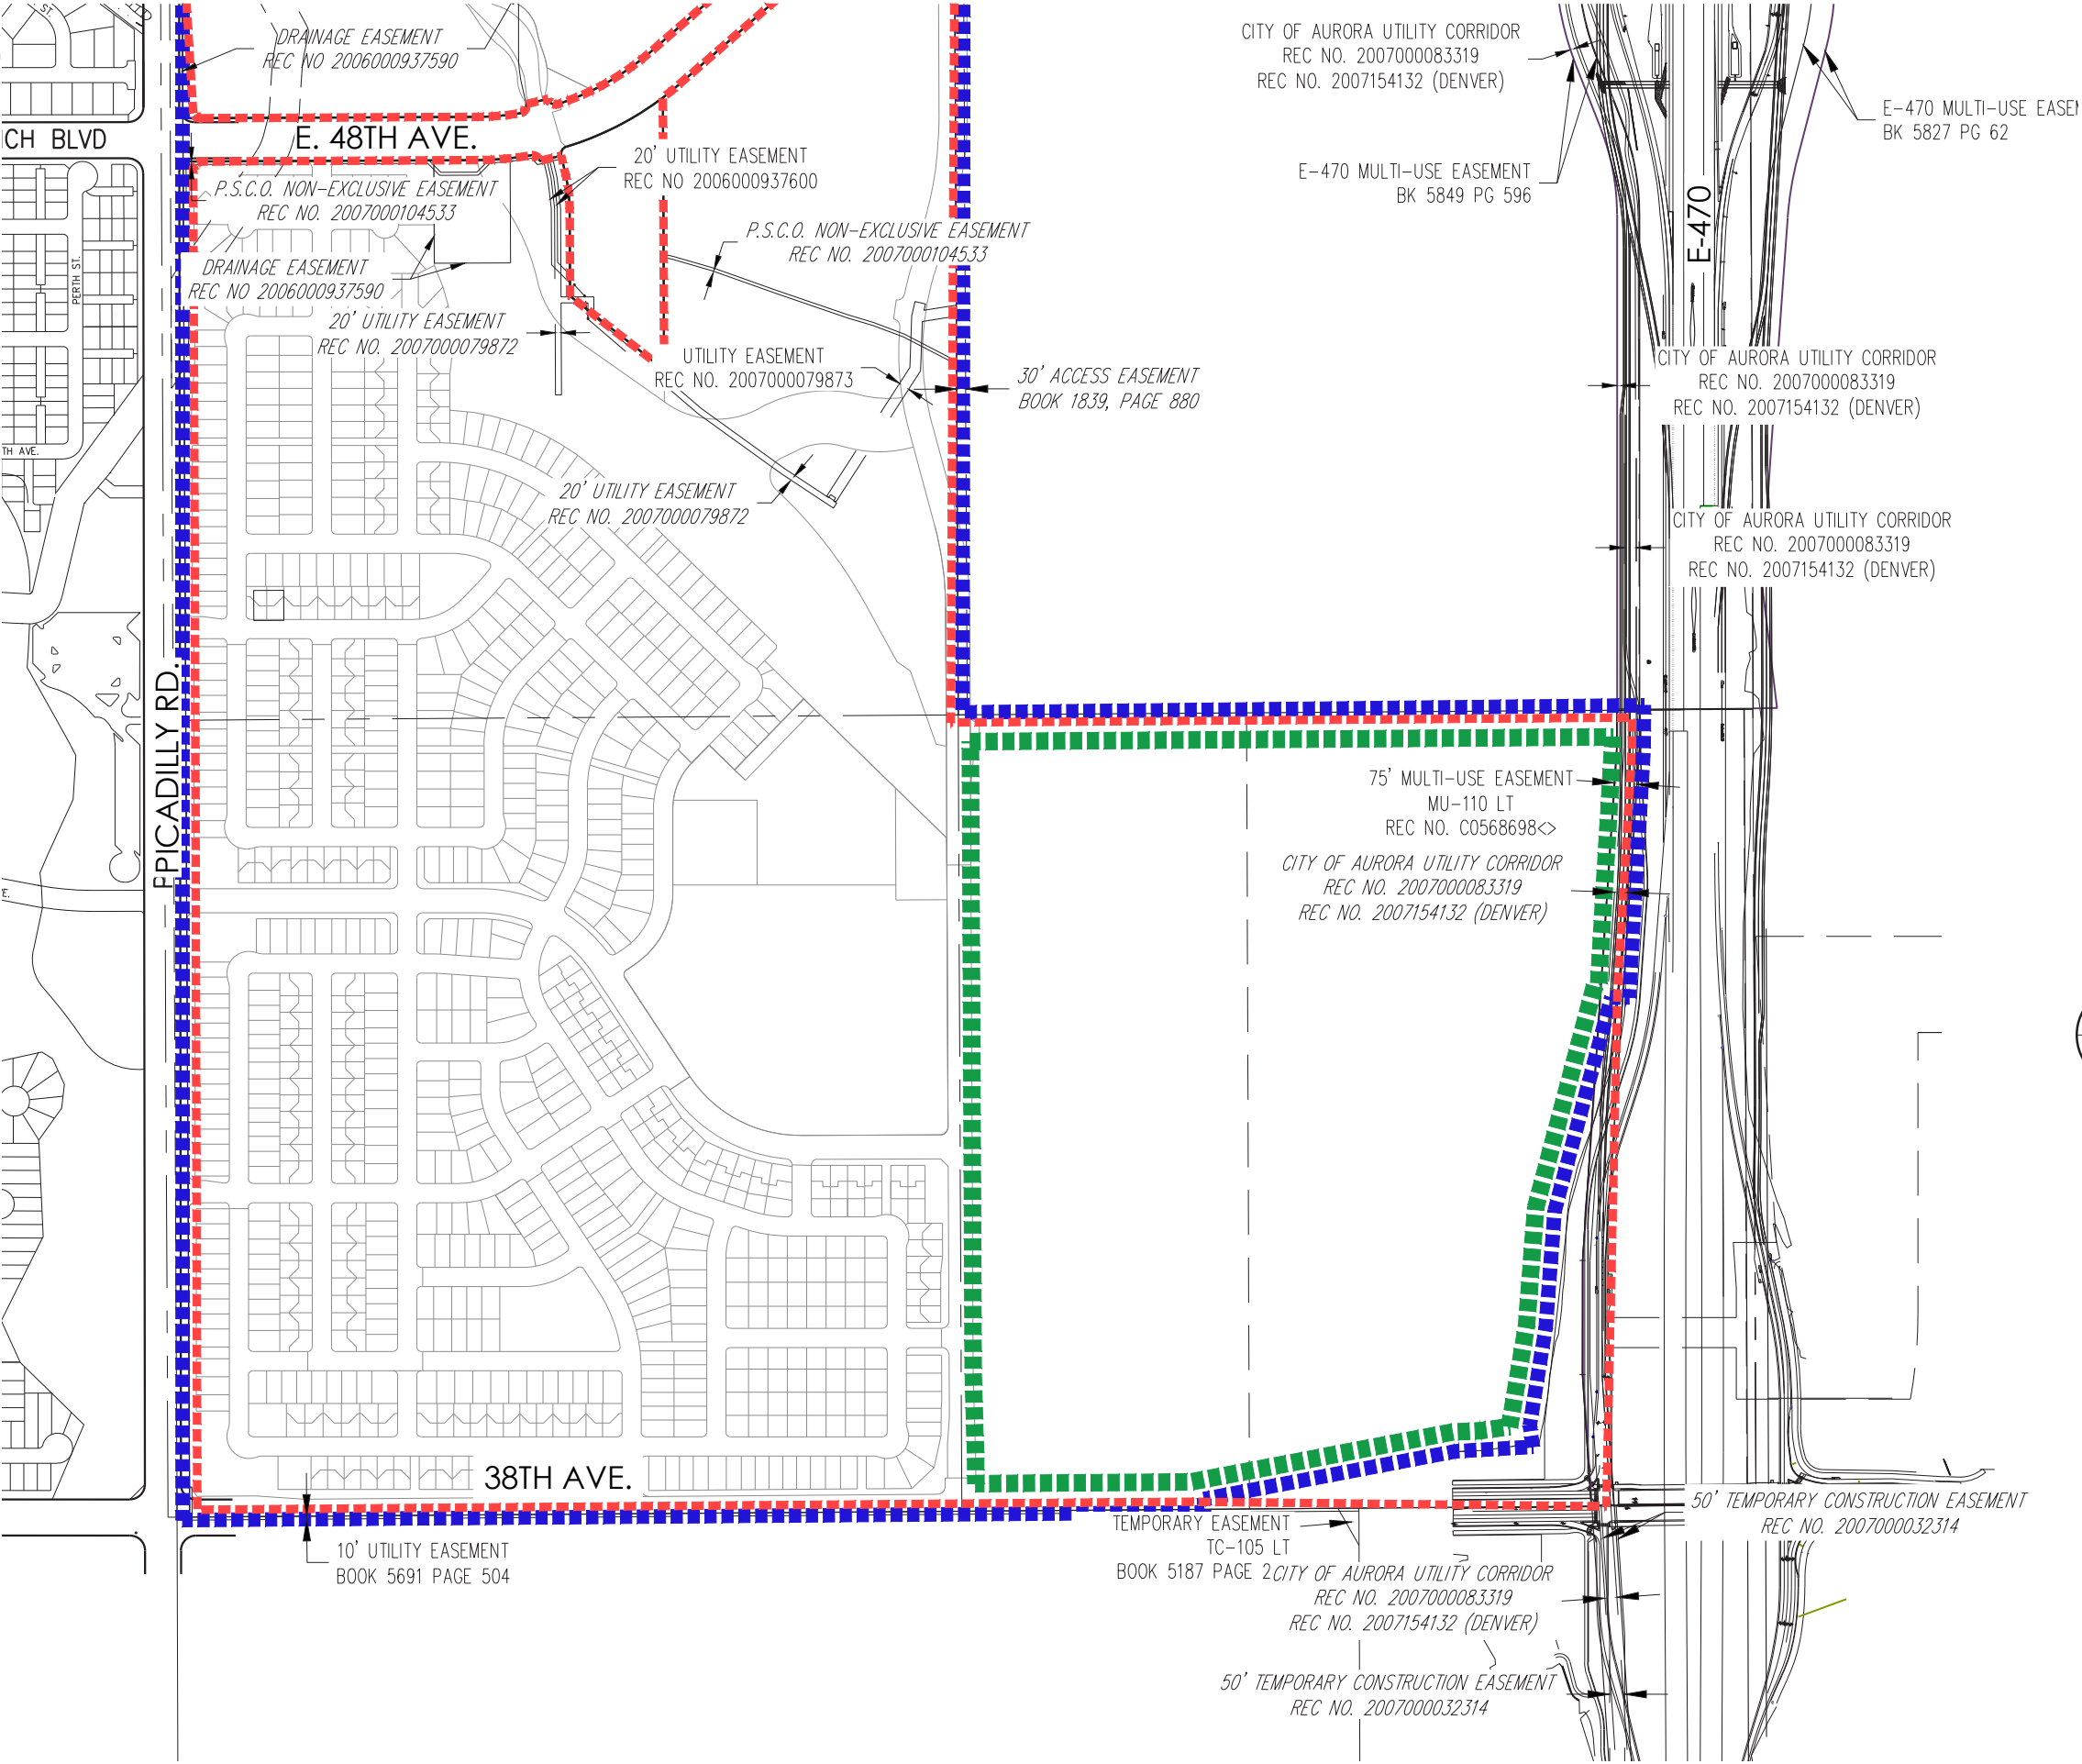 ST.
DRAINAGE EASEMENT
REC NO 2006000937590
CITY OF AURORA UTILITY CORRIDOR
REC NO. 2007000083319
REC NO. 2007154132 (DENVER)
E-470 MULTI-USE EASE
BK 5827 PG 62
CH BLVD
E. 48TH AVE.
20' UTILITY EASEMENT
REC NO 2006000937600
E-470 MULTI-USE EASEMENT
BK 5849 PG 596
E-470
P.S.C.O. NON-EXCLUSIVE EASEMENT
REC NO. 2007000104533
P.S.C.O. NON-EXCLUSIVE EASEMENT
REC NO. 2007000104533
PERTH ST.
DRAINAGE EASEMENT
REC NO 2006000937590
20' UTILITY EASEMENT
REC NO. 2007000079872
UTILITY EASEMENT
REC NO. 2007000079873
30' ACCESS EASEMENT
BOOK 1839, PAGE 880
CITY OF AURORA UTILITY CORRIDOR
REC NO. 2007000083319
REC NO. 2007154132 (DENVER)
TH AVE.
20' UTILITY EASEMENT
REC NO. 2007000079872
CITY OF AURORA UTILITY CORRIDOR
REC NO. 2007000083319
REC NO. 2007154132 (DENVER)
PICADILLY RD.
75' MULTI-USE EASEMENT
MU-110 LT
REC NO. C0568698<>
CITY OF AURORA UTILITY CORRIDOR
REC NO. 2007000083319
REC NO. 2007154132 (DENVER)
E.
38TH AVE.
50' TEMPORARY CONSTRUCTION EASEMENT
REC NO. 2007000032314
10' UTILITY EASEMENT
BOOK 5691 PAGE 504
TEMPORARY EASEMENT
TC-105 LT
BOOK 5187 PAGE 2
CITY OF AURORA UTILITY CORRIDOR
REC NO. 2007000083319
REC NO. 2007154132 (DENVER)
50' TEMPORARY CONSTRUCTION EASEMENT
REC NO. 2007000032314